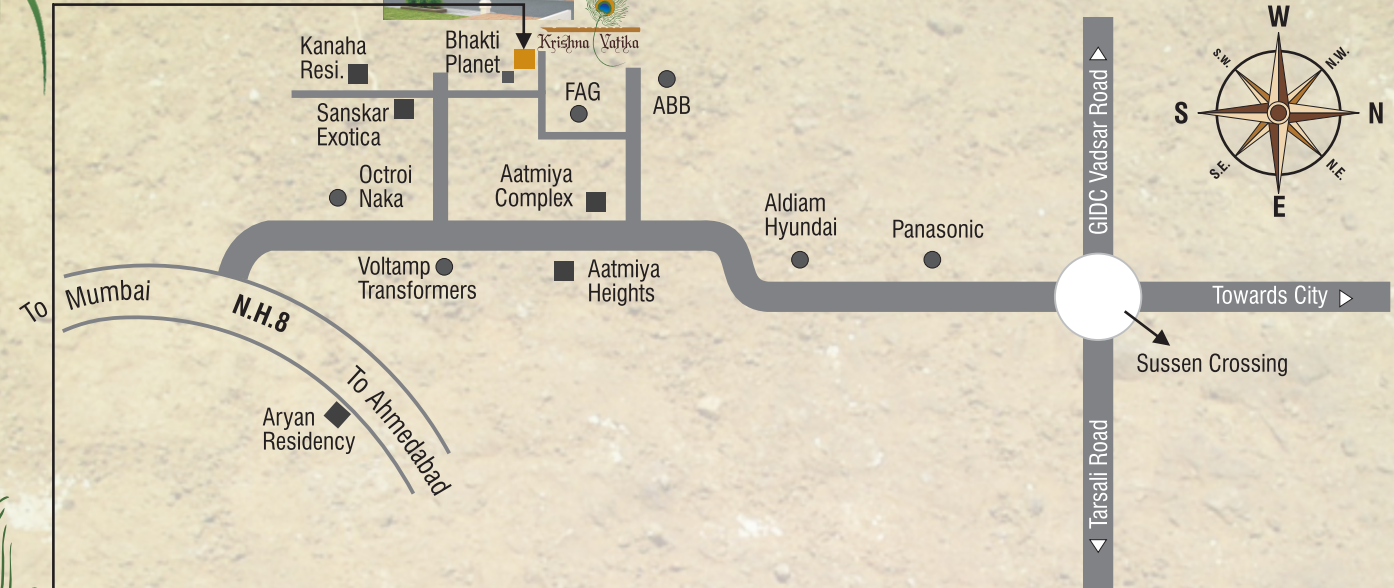 Krishna Vatika
Kanaha
Resi.
Bhakti
Planet
FAG
ABB
Sanskar
Exotica
Octroi
Naka
Aatmiya
Complex
Voltamp
Transformers
Aatmiya
Heights
Aldiam
Hyundai
Panasonic
GIDC Vadsar Road
Towards City
Sussen Crossing
Tarsali Road
To Mumbai
N.H.8
To Ahmedabad
Aryan
Residency
W
S.W.
N.W.
S
N
S.E.
N.E.
E